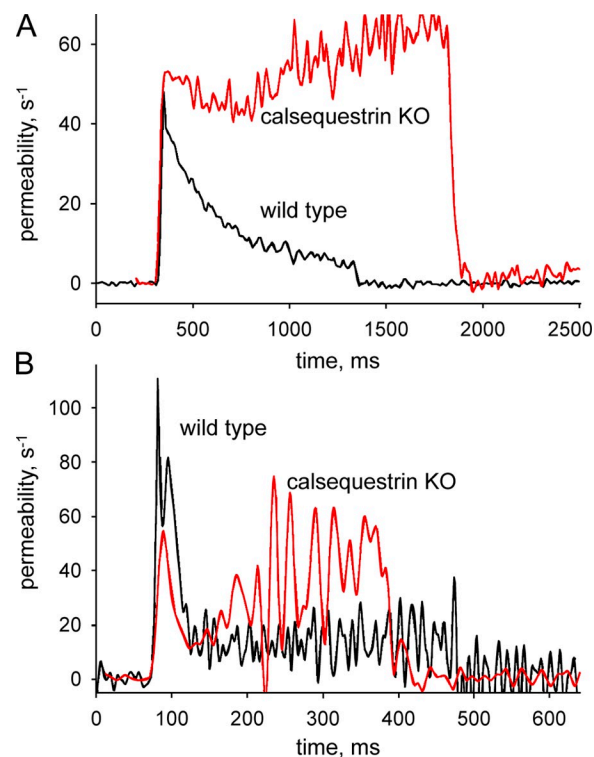 A
permeability, s⁻¹
60
40
20
0
calsequestrin KO
wild type
0 500 1000 1500 2000 2500
time, ms
B
permeability, s⁻¹
100
80
60
40
20
0
wild type
calsequestrin KO
0 100 200 300 400 500 600
time, ms